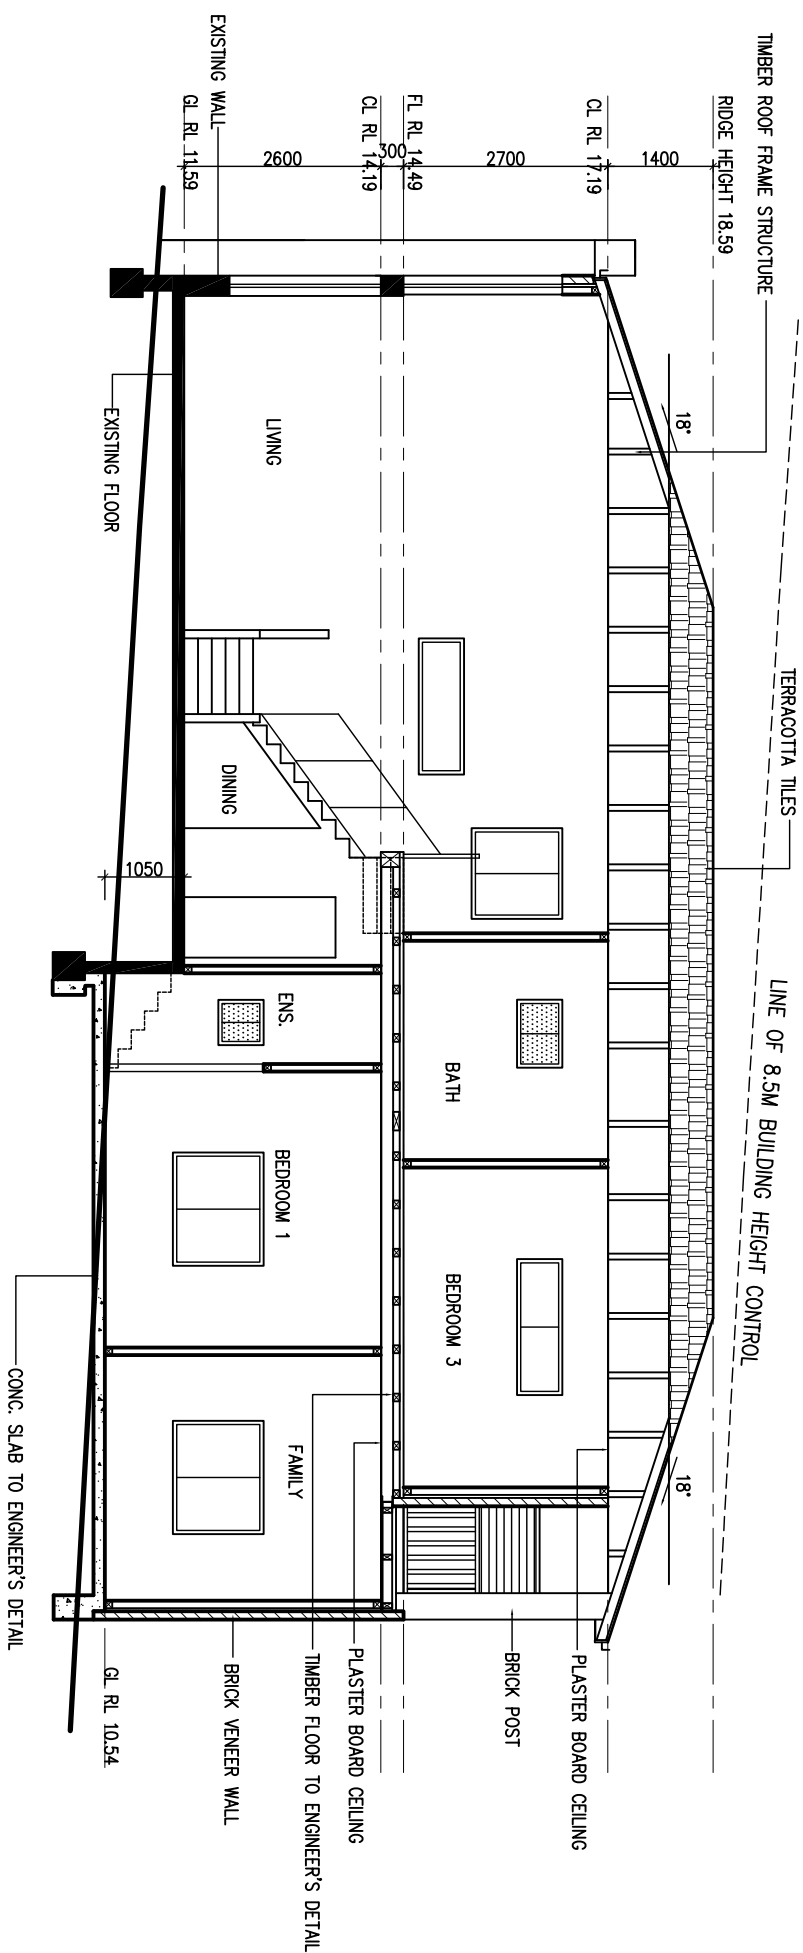 TIMBER ROOF FRAME STRUCTURE
TERRACOTTA TILES
LINE OF 8.5M BUILDING HEIGHT CONTROL
RIDGE HEIGHT 18.59
1400
18°
18°
CL RL 17.19
PLASTER BOARD CEILING
2700
BATH
BEDROOM 3
BRICK POST
FL RL 14.49
300
CL RL 14.19
PLASTER BOARD CEILING
TIMBER FLOOR TO ENGINEER'S DETAIL
2600
LIVING
DINING
ENS.
BEDROOM 1
FAMILY
BRICK VENEER WALL
EXISTING WALL
GL RL 11.59
1050
EXISTING FLOOR
GL RL 10.54
CONC. SLAB TO ENGINEER'S DETAIL